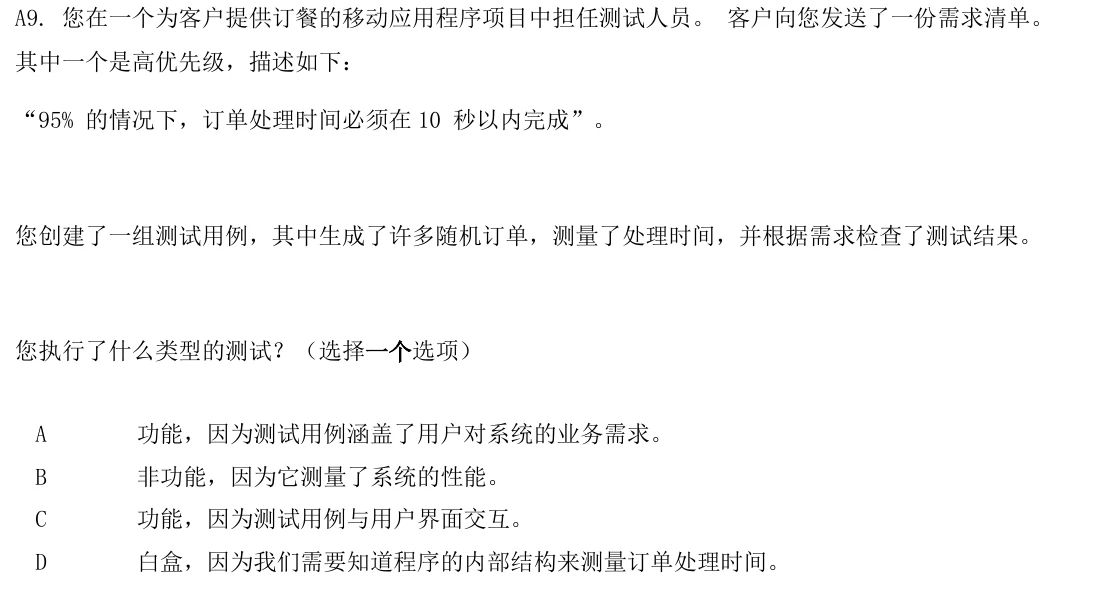 A9. 您在一个为客户提供订餐的移动应用程序项目中担任测试人员。 客户向您发送了一份需求清单。
其中一个是高优先级，描述如下：
“95% 的情况下，订单处理时间必须在 10 秒以内完成”。
您创建了一组测试用例，其中生成了许多随机订单，测量了处理时间，并根据需求检查了测试结果。
您执行了什么类型的测试？（选择一个选项）
A 功能，因为测试用例涵盖了用户对系统的业务需求。
B 非功能，因为它测量了系统的性能。
C 功能，因为测试用例与用户界面交互。
D 白盒，因为我们需要知道程序的内部结构来测量订单处理时间。